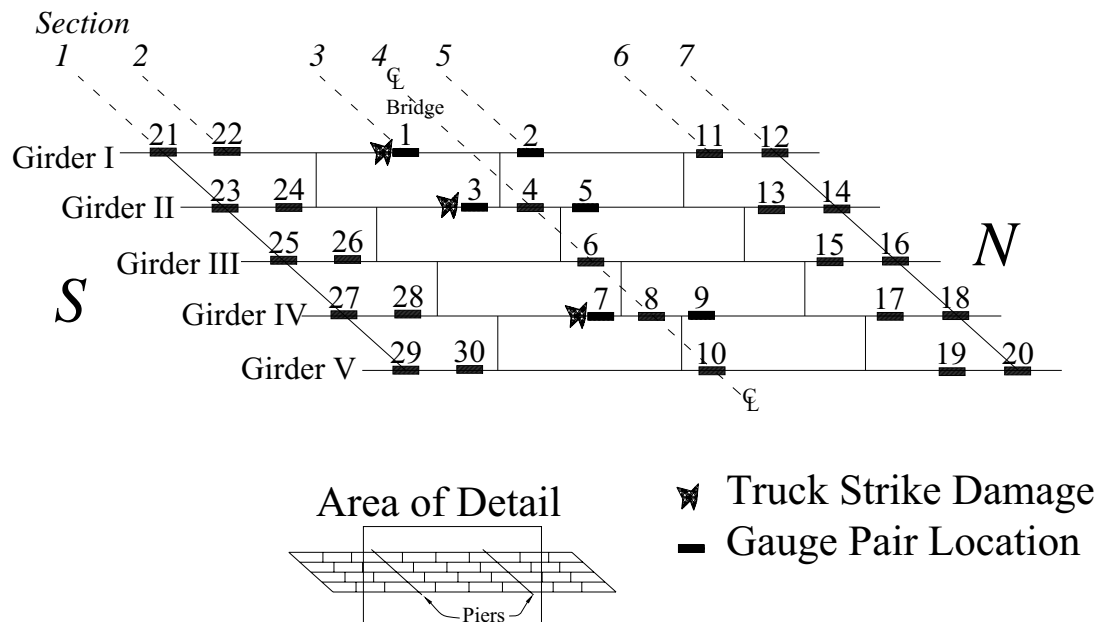 Section
1 2 3 4 5 6 7
℄
Bridge
21 22 1 2 11 12
Girder I
23 24 3 4 5 13 14
Girder II
25 26 6 15 16
Girder III
N
S
27 28 7 8 9 17 18
Girder IV
29 30 10 19 20
Girder V
℄
Area of Detail
Truck Strike Damage
Gauge Pair Location
Piers